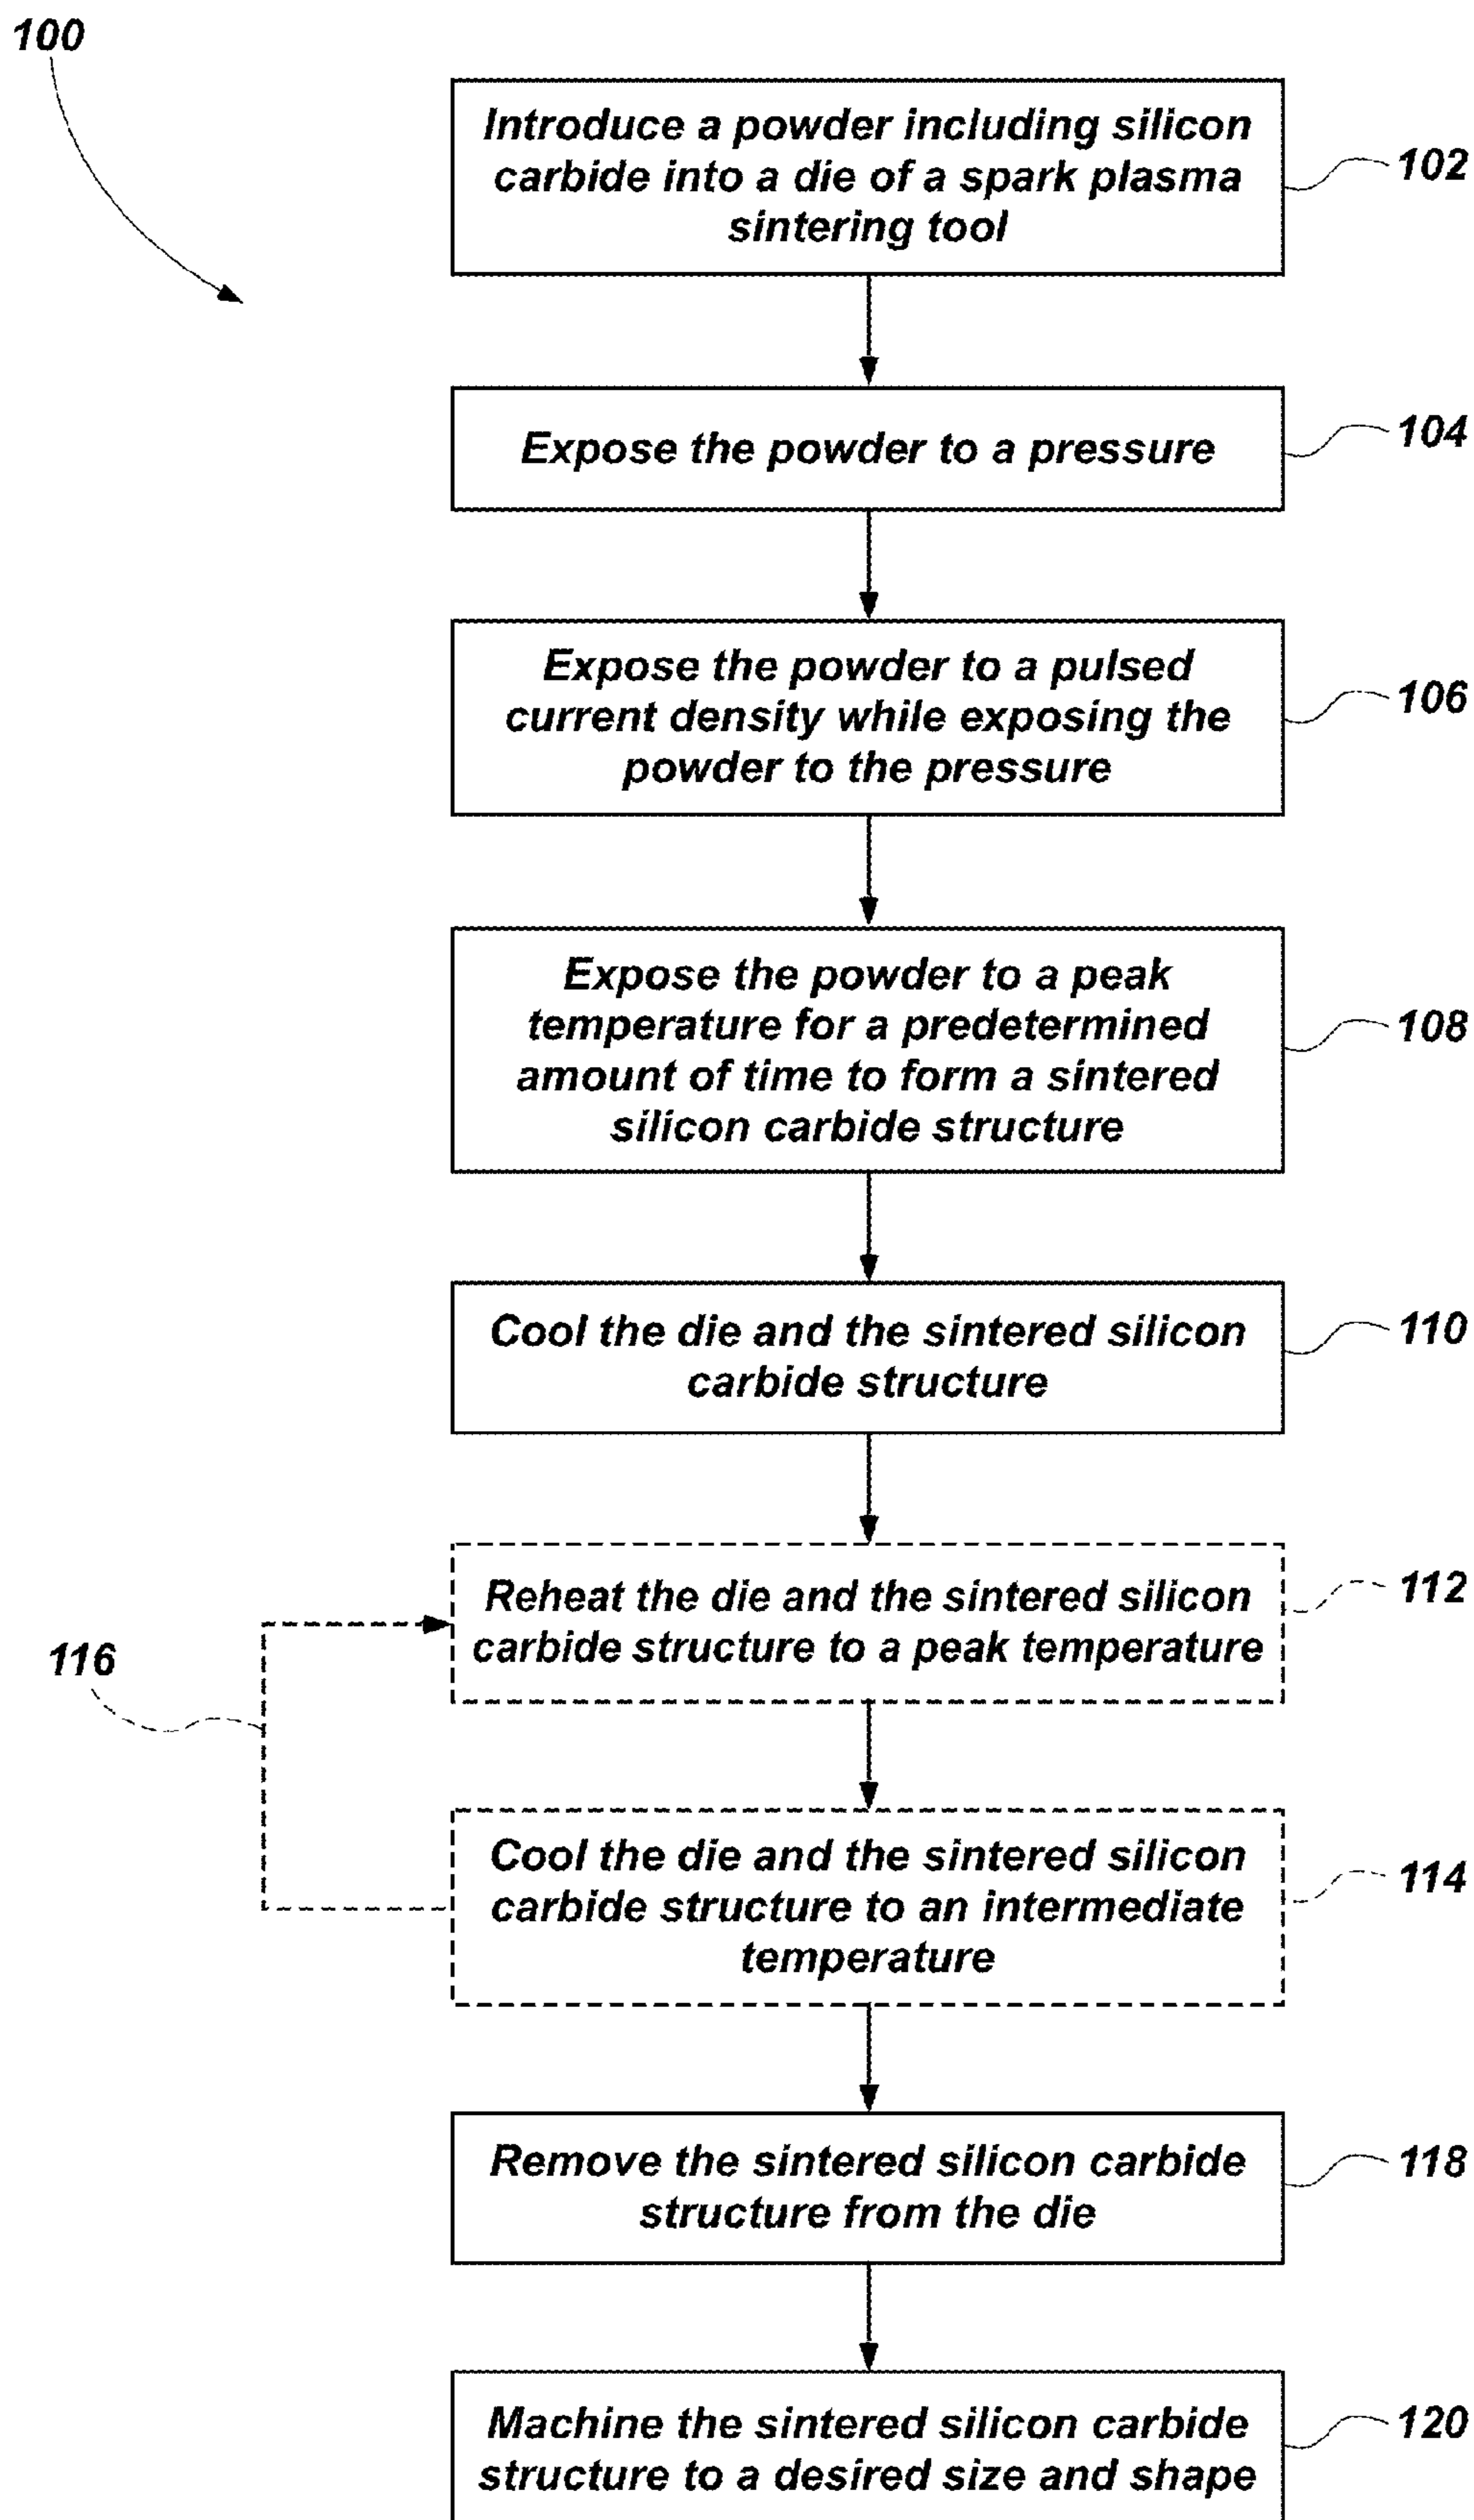 100
Introduce a powder including silicon
carbide into a die of a spark plasma
sintering tool
102
Expose the powder to a pressure
104
Expose the powder to a pulsed
current density while exposing the
powder to the pressure
106
Expose the powder to a peak
temperature for a predetermined
amount of time to form a sintered
silicon carbide structure
108
Cool the die and the sintered silicon
carbide structure
110
Reheat the die and the sintered silicon
carbide structure to a peak temperature
112
116
Cool the die and the sintered silicon
carbide structure to an intermediate
temperature
114
Remove the sintered silicon carbide
structure from the die
118
Machine the sintered silicon carbide
structure to a desired size and shape
120